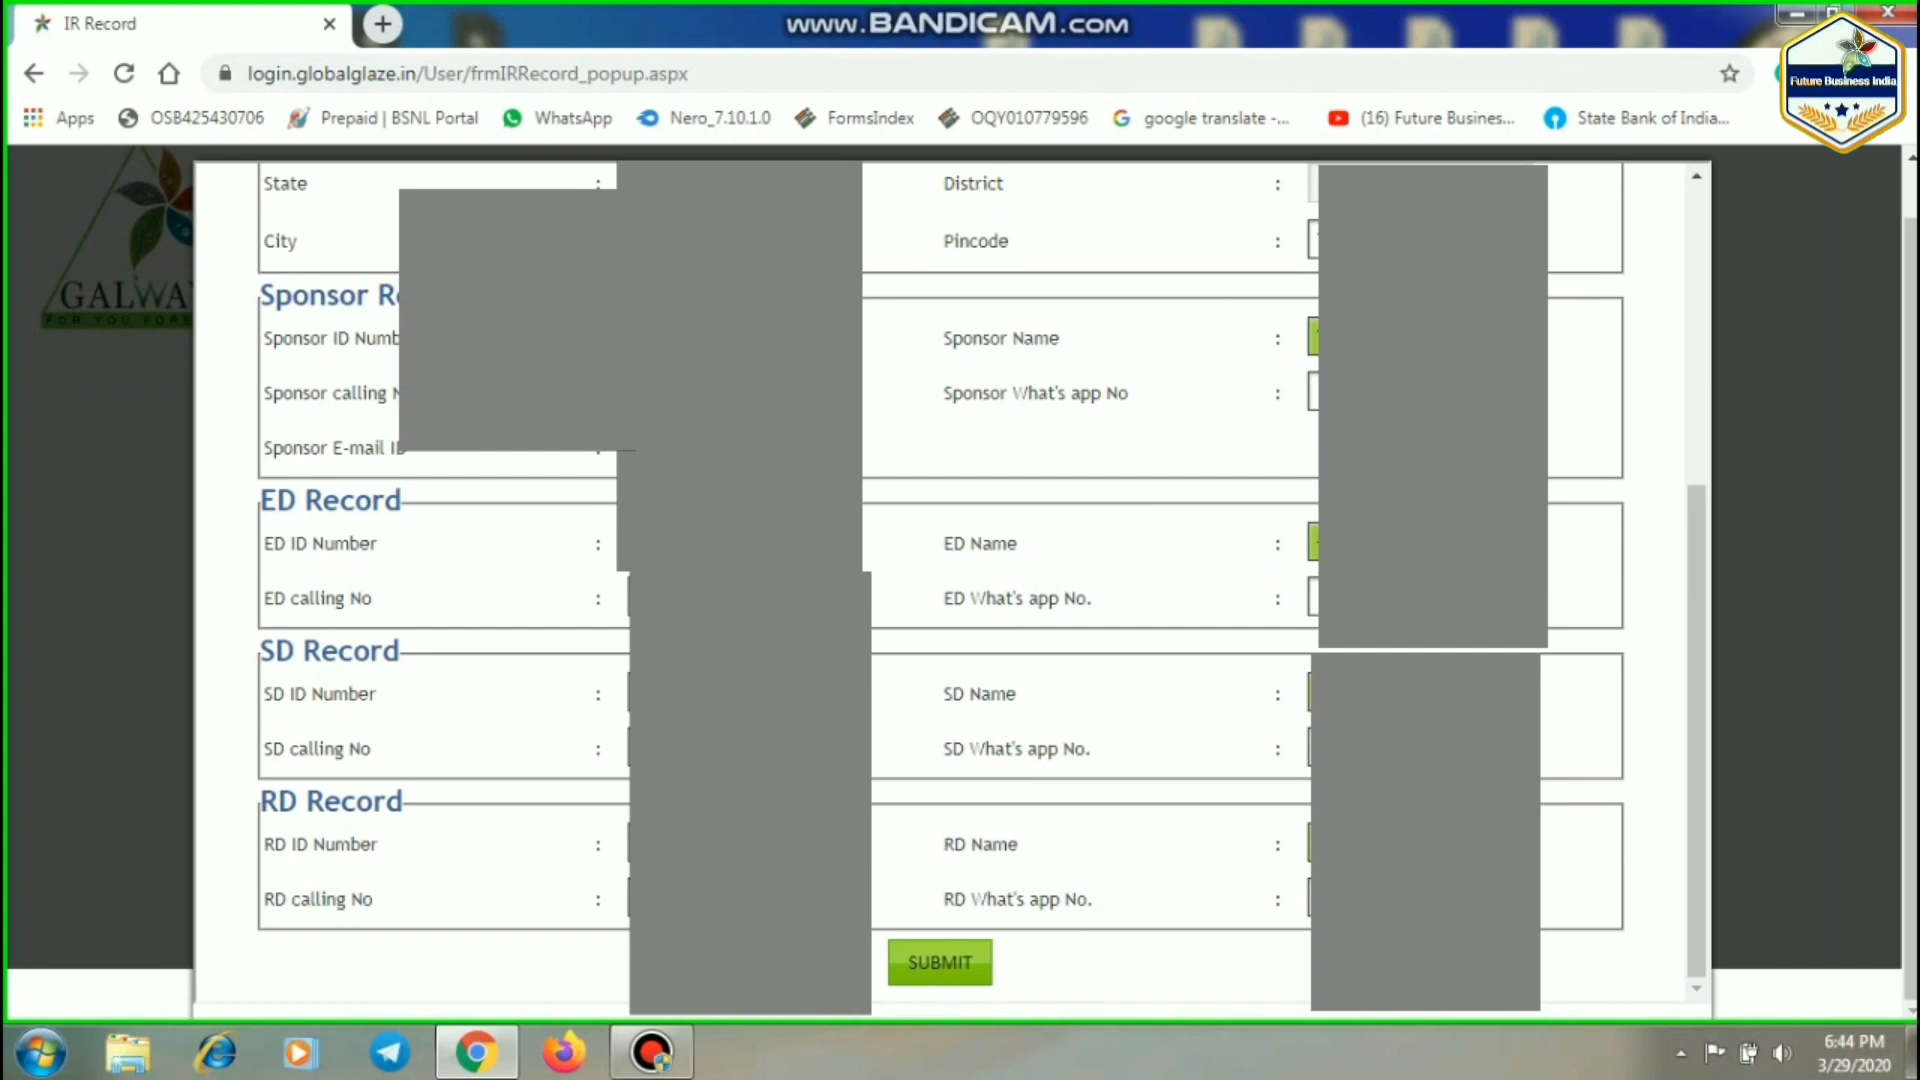 IR Record
www.BANDICAM.com
login.globalglaze.in/User/frmIRRecord_popup.aspx
Future Business India
Apps
OSB425430706
Prepaid | BSNL Portal
WhatsApp
Nero_7.10.1.0
FormsIndex
OQY010779596
google translate -...
(16) Future Busines...
State Bank of India...
GALWA
FOR YOU FORE
State :
District :
City
Pincode :
Sponsor R
Sponsor ID Numb
Sponsor Name :
Sponsor calling
Sponsor What's app No :
Sponsor E-mail ID :
ED Record
ED ID Number :
ED Name :
ED calling No :
ED What's app No. :
SD Record
SD ID Number :
SD Name :
SD calling No :
SD What's app No. :
RD Record
RD ID Number :
RD Name :
RD calling No :
RD What's app No. :
SUBMIT
6:44 PM
3/29/2020